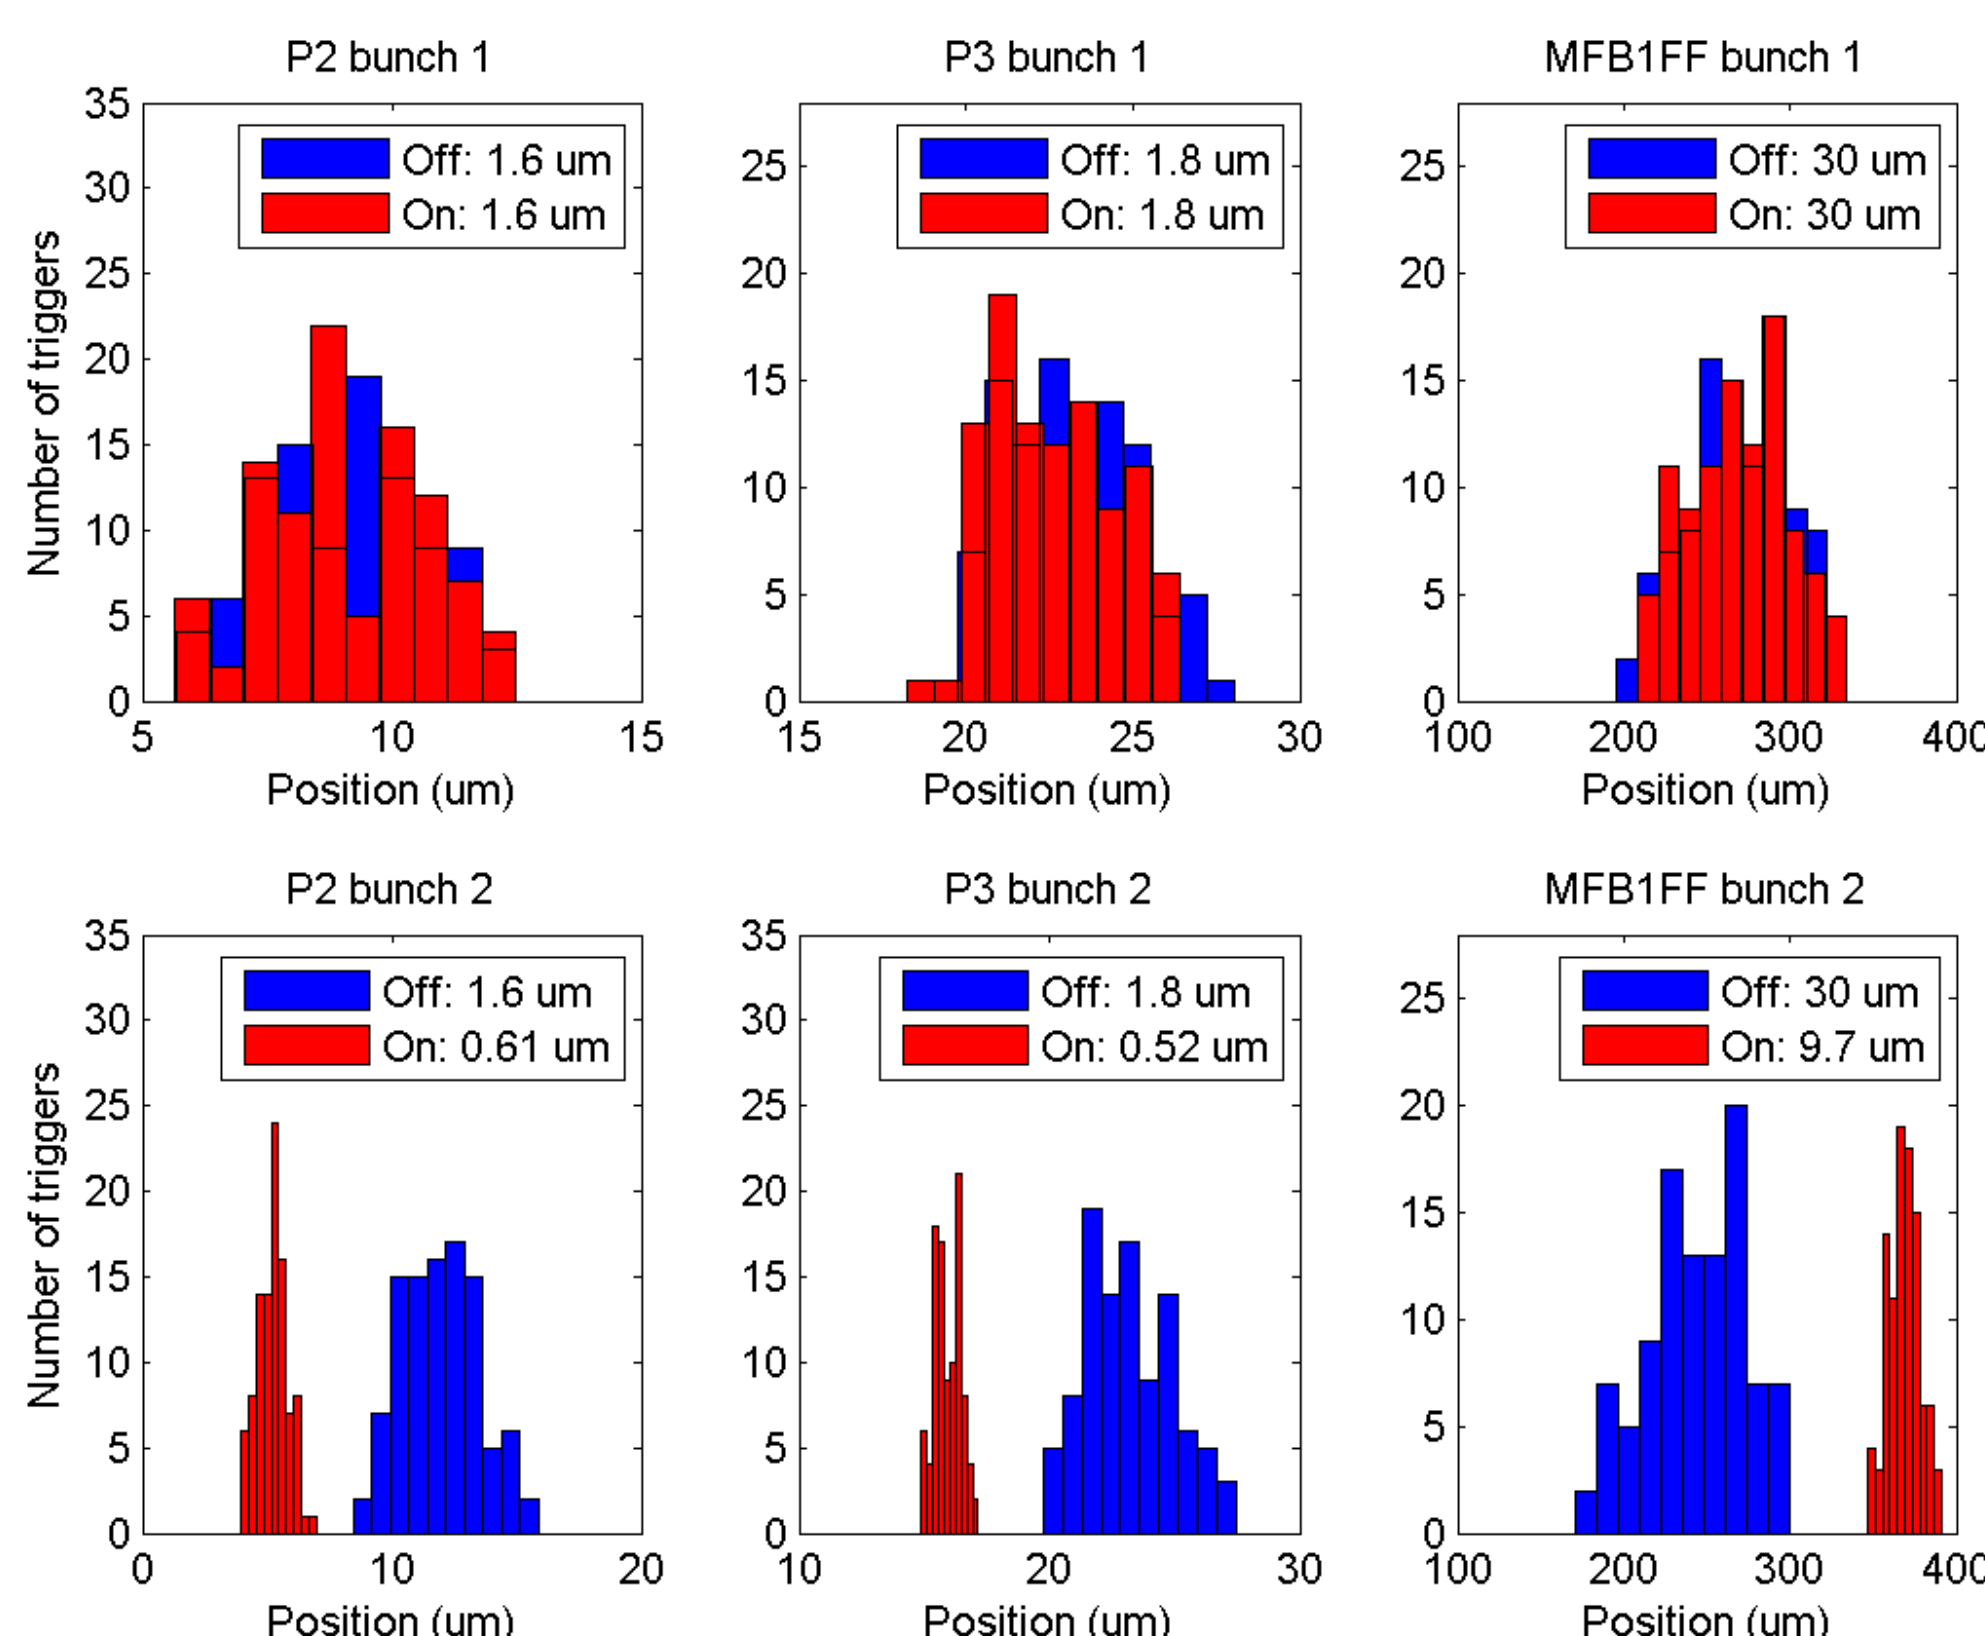 P2 bunch 1
P3 bunch 1
MFB1FF bunch 1
35
30
25
20
15
10
5
0
Number of triggers
Off: 1.6 um
On: 1.6 um
5 10 15
Position (um)
25
20
15
10
5
0
Off: 1.8 um
On: 1.8 um
15 20 25 30
Position (um)
25
20
15
10
5
0
Off: 30 um
On: 30 um
100 200 300 400
Position (um)
P2 bunch 2
P3 bunch 2
MFB1FF bunch 2
35
30
25
20
15
10
5
0
Number of triggers
Off: 1.6 um
On: 0.61 um
0 10 20
Position (um)
35
30
25
20
15
10
5
0
Off: 1.8 um
On: 0.52 um
10 20 30
Position (um)
25
20
15
10
5
0
Off: 30 um
On: 9.7 um
100 200 300 400
Position (um)